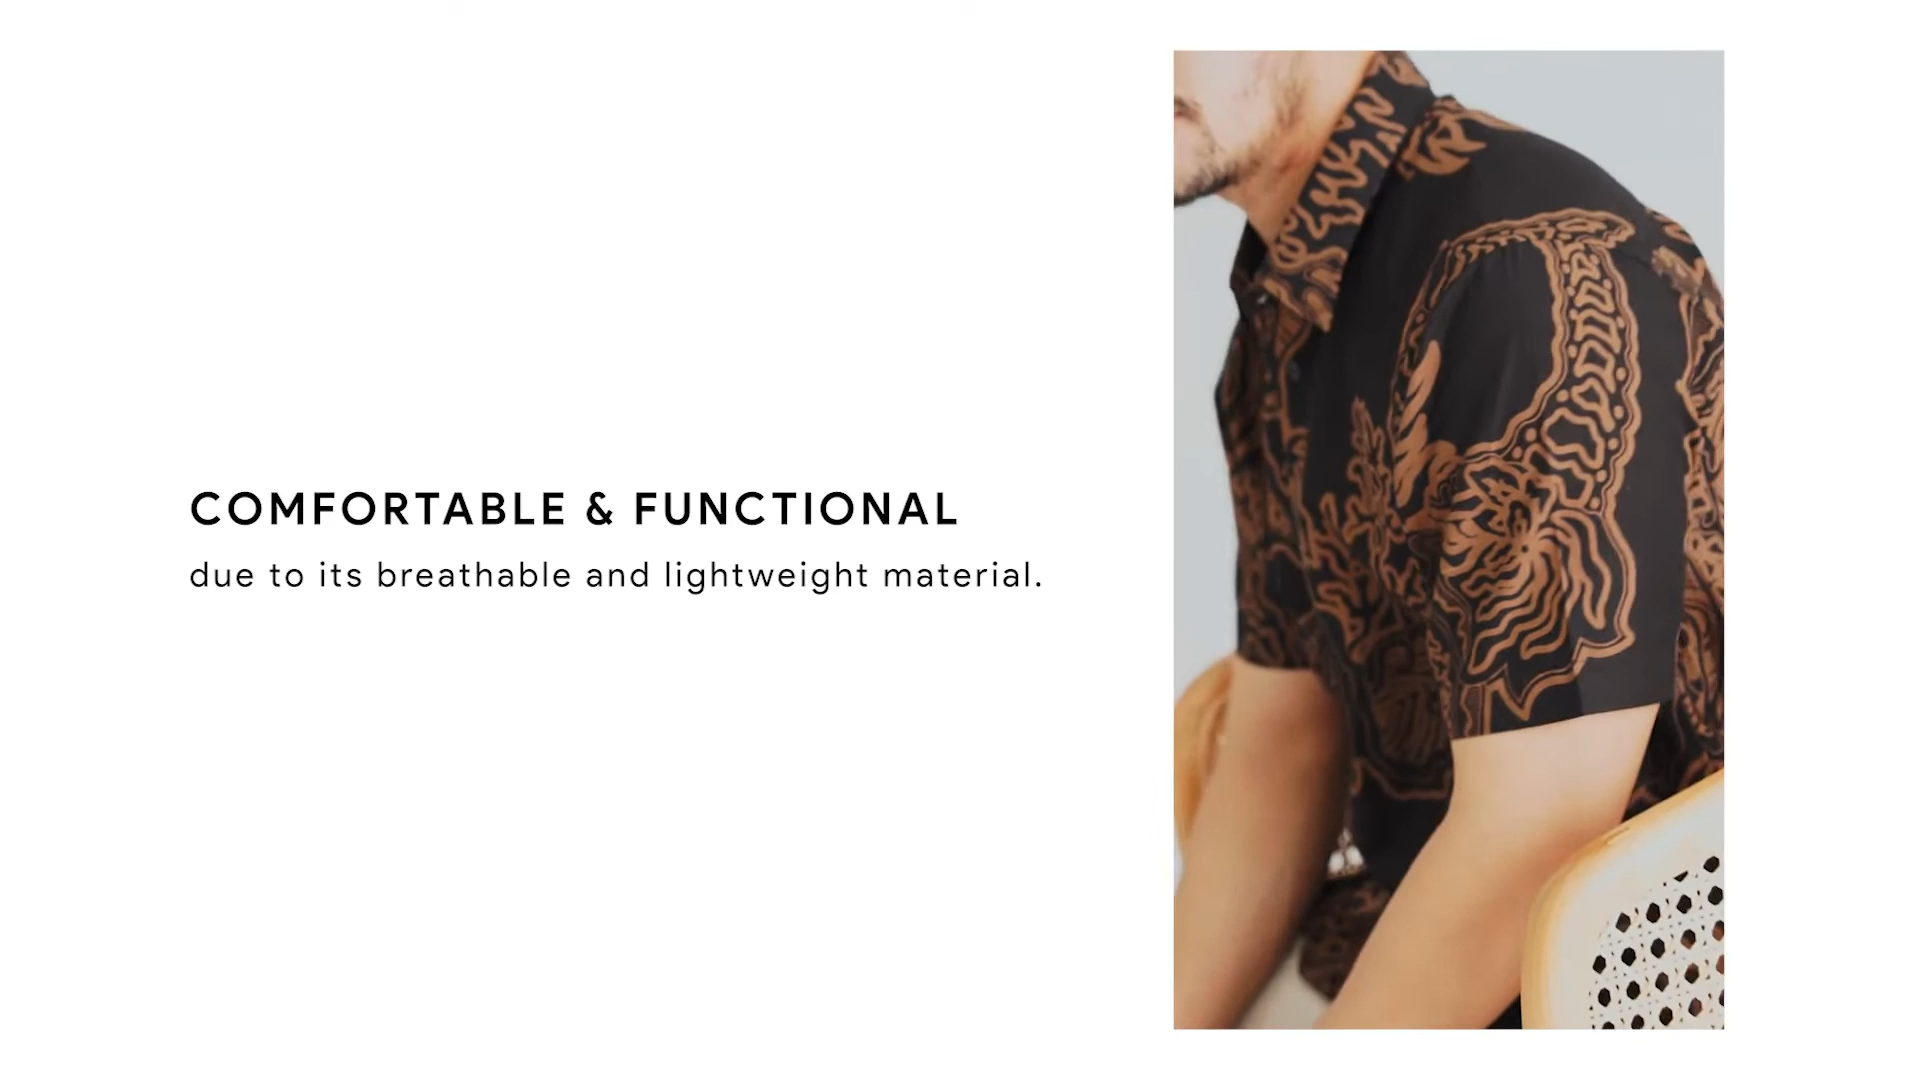 COMFORTABLE & FUNCTIONAL
due to its breathable and lightweight material.